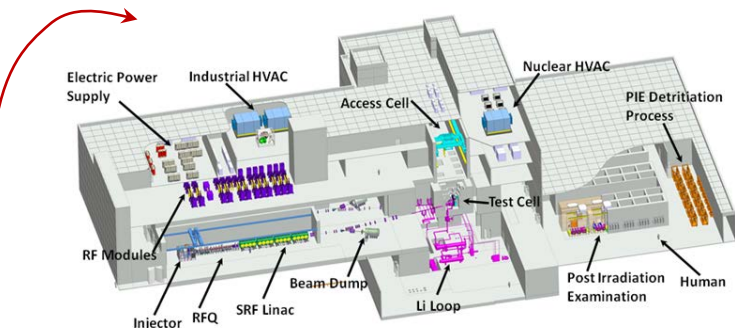 Electric Power
Supply
Industrial HVAC
Access Cell
Nuclear HVAC
PIE Detritiation
Process
RF Modules
Test Cell
Injector
RFQ
SRF Linac
Beam Dump
Li Loop
Post Irradiation
Examination
Human